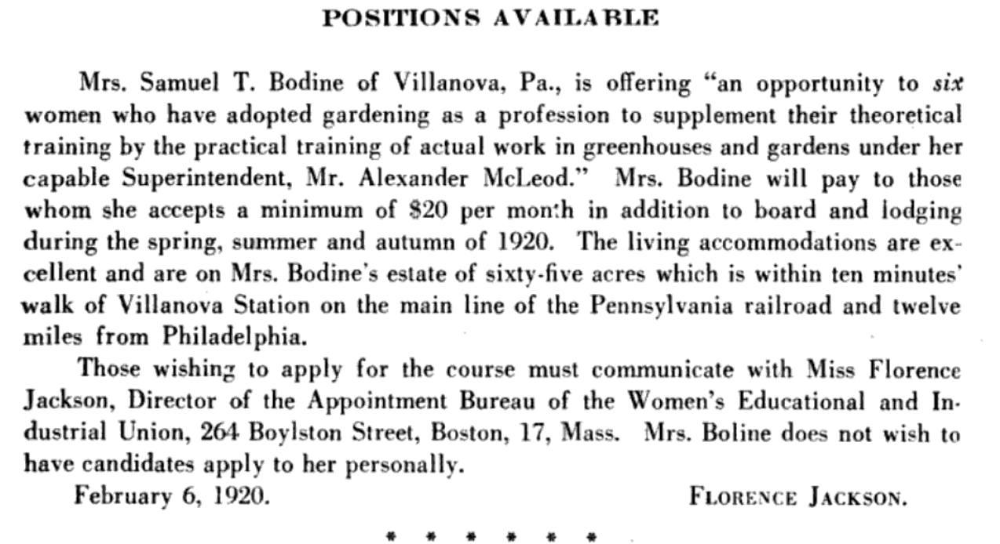 POSITIONS AVAILABLE
Mrs. Samuel T. Bodine of Villanova, Pa., is offering “an opportunity to six
women who have adopted gardening as a profession to supplement their theoretical
training by the practical training of actual work in greenhouses and gardens under her
capable Superintendent, Mr. Alexander McLeod.” Mrs. Bodine will pay to those
whom she accepts a minimum of $20 per month in addition to board and lodging
during the spring, summer and autumn of 1920. The living accommodations are ex-
cellent and are on Mrs. Bodine’s estate of sixty-five acres which is within ten minutes’
walk of Villanova Station on the main line of the Pennsylvania railroad and twelve
miles from Philadelphia.
Those wishing to apply for the course must communicate with Miss Florence
Jackson, Director of the Appointment Bureau of the Women’s Educational and In-
dustrial Union, 264 Boylston Street, Boston, 17, Mass. Mrs. Boline does not wish to
have candidates apply to her personally.
February 6, 1920. FLORENCE JACKSON.
* * * * * *